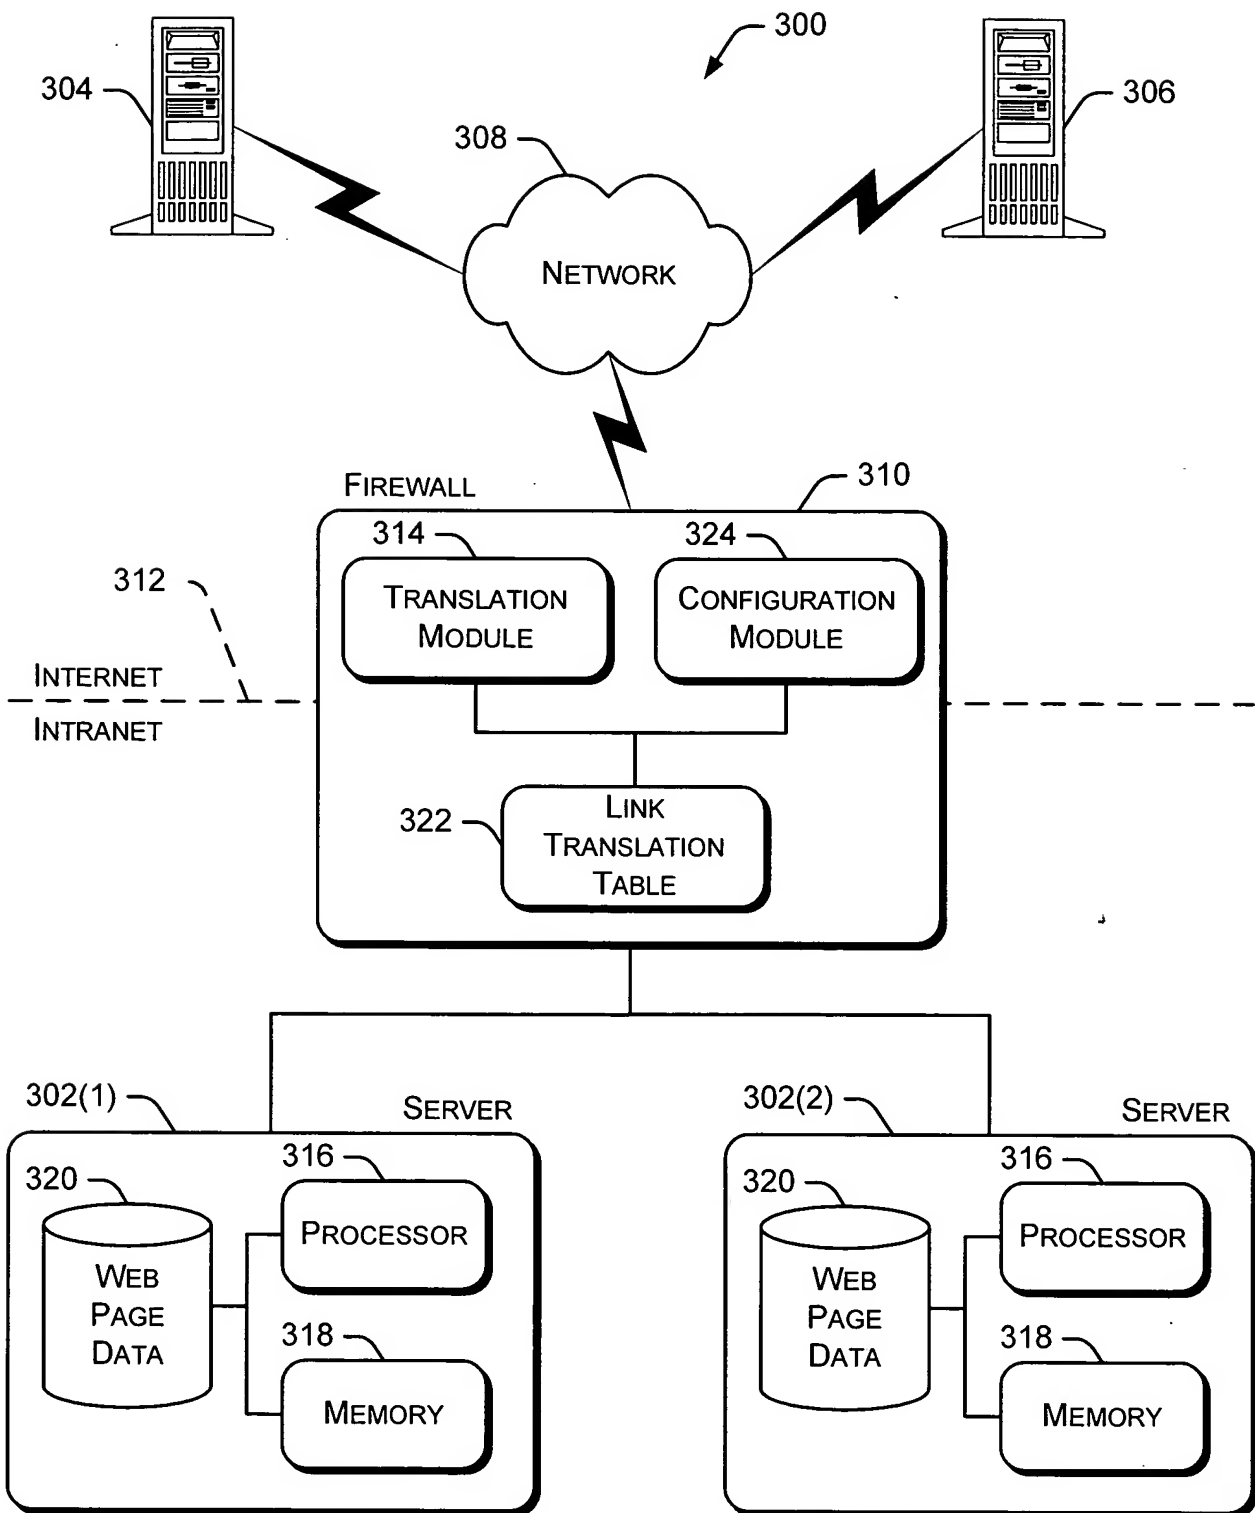 300
304
306
308
NETWORK
FIREWALL
310
314
324
312
TRANSLATION
MODULE
CONFIGURATION
MODULE
INTERNET
INTRANET
322
LINK
TRANSLATION
TABLE
302(1)
SERVER
302(2)
SERVER
320
316
PROCESSOR
WEB
PAGE
DATA
318
MEMORY
320
316
PROCESSOR
WEB
PAGE
DATA
318
MEMORY